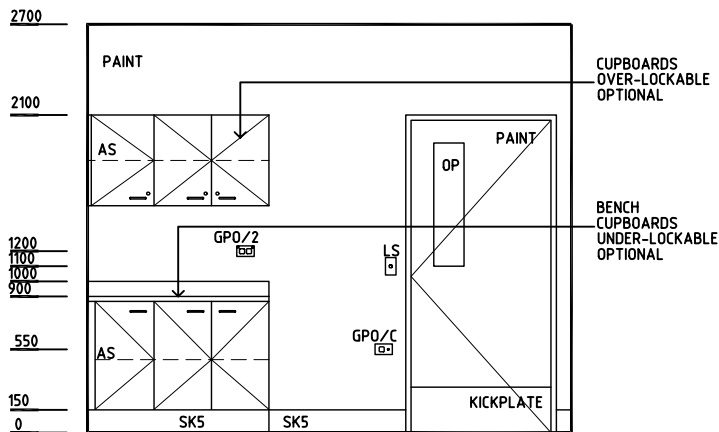 2700
PAINT
CUPBOARDS
OVER-LOCKABLE
OPTIONAL
2100
PAINT
AS
OP
BENCH
CUPBOARDS
UNDER-LOCKABLE
OPTIONAL
GPO/2
1200
LS
1100
1000
900
GPO/C
550
AS
150
KICKPLATE
0
SK5
SK5